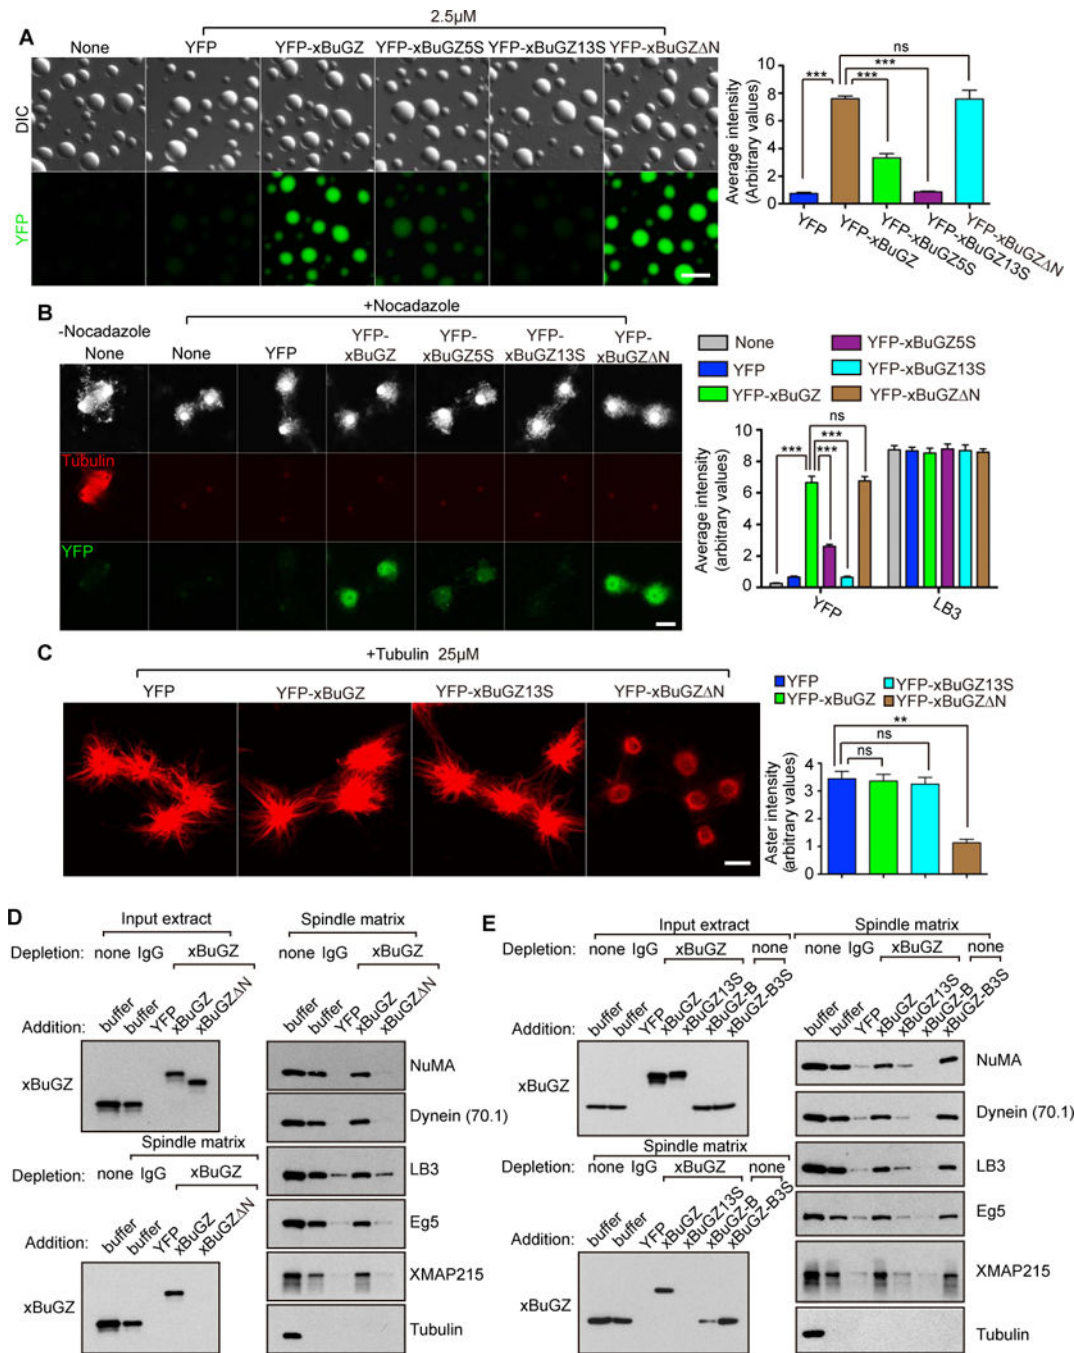 A
2.5μM
None YFP YFP-xBuGZ YFP-xBuGZ5S YFP-xBuGZ13S YFP-xBuGZΔN
DIC
YFP
ns
***
*** ***
Average intensity
(Arbitrary values)
10
8
6
4
2
0
YFP
YFP-xBuGZ
YFP-xBuGZ5S
YFP-xBuGZ13S
YFP-xBuGZΔN
B
+Nocadazole
-Nocadazole
None None YFP YFP-xBuGZ YFP-xBuGZ5S YFP-xBuGZ13S YFP-xBuGZΔN
Tubulin
YFP
None YFP-xBuGZ5S
YFP YFP-xBuGZ13S
YFP-xBuGZ YFP-xBuGZΔN
ns
***
*** ***
Average intensity
(arbitrary values)
10
8
6
4
2
0
YFP LB3
C
+Tubulin 25μM
YFP YFP-xBuGZ YFP-xBuGZ13S YFP-xBuGZΔN
YFP YFP-xBuGZ13S
YFP-xBuGZ YFP-xBuGZΔN
**
ns
ns
Aster intensity
(arbitrary values)
4
3
2
1
0
D
Input extract Spindle matrix
Depletion: none IgG xBuGZ none IgG xBuGZ
Addition: buffer buffer YFP xBuGZ xBuGZΔN buffer buffer YFP xBuGZ xBuGZΔN
xBuGZ
NuMA
Dynein (70.1)
LB3
Eg5
XMAP215
Tubulin
Spindle matrix
Depletion: none IgG xBuGZ
Addition: buffer buffer YFP xBuGZ xBuGZΔN
xBuGZ
E
Input extract Spindle matrix
Depletion: none IgG xBuGZ none none IgG xBuGZ none
Addition: buffer buffer YFP xBuGZ xBuGZ13S xBuGZ-B xBuGZ-B3S buffer buffer YFP xBuGZ xBuGZ13S xBuGZ-B xBuGZ-B3S
xBuGZ
NuMA
Dynein (70.1)
LB3
Eg5
XMAP215
Tubulin
Spindle matrix
Depletion: none IgG xBuGZ none
Addition: buffer buffer YFP xBuGZ xBuGZ13S xBuGZ-B xBuGZ-B3S
xBuGZ